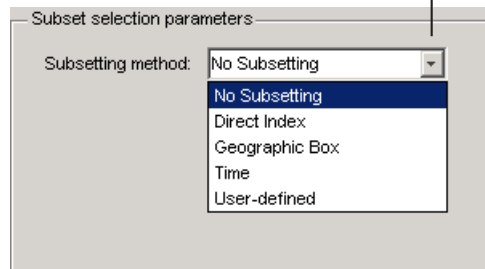 Subset selection parameters
Subsetting method: No Subsetting
No Subsetting
Direct Index
Geographic Box
Time
User-defined